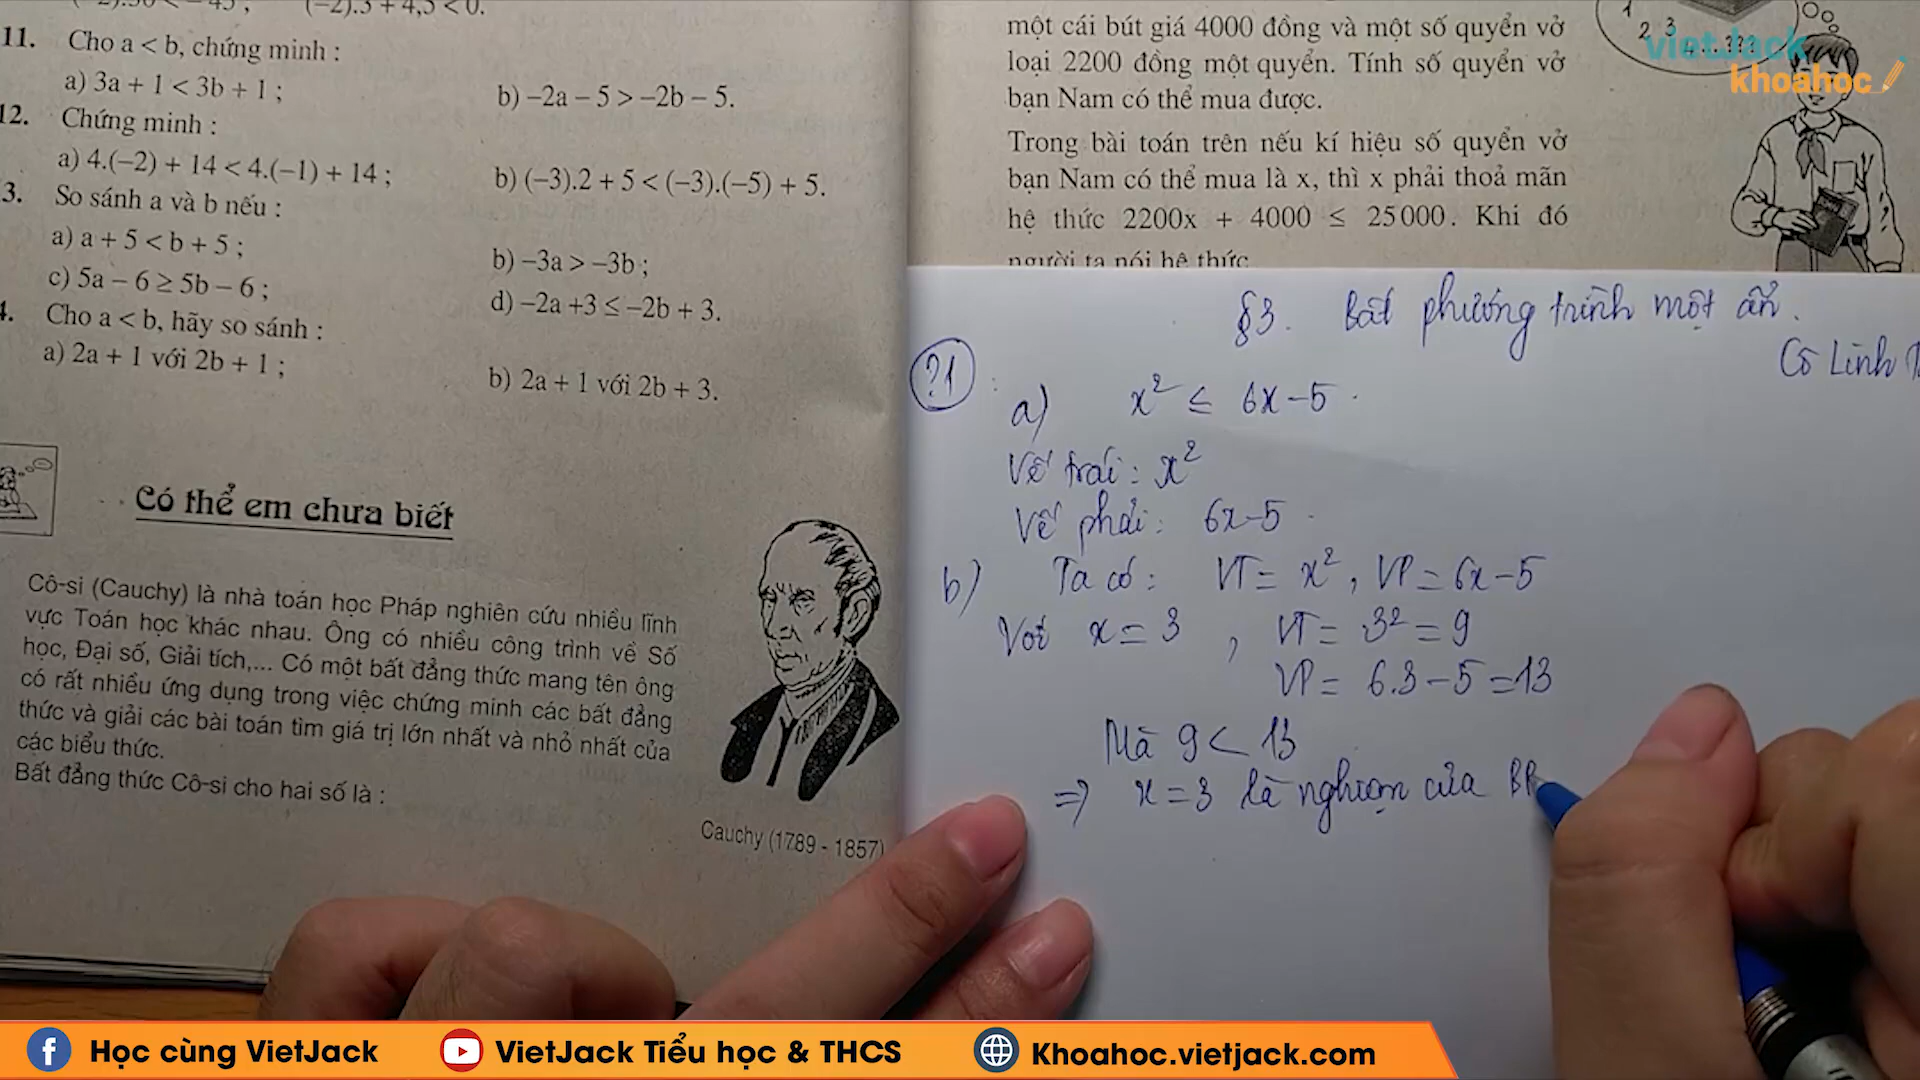 11. Cho a < b, chứng minh :
a) 3a + 1 < 3b + 1 ;
b) –2a – 5 > –2b – 5.
12. Chứng minh :
a) 4.(–2) + 14 < 4.(–1) + 14 ;
b) (–3).2 + 5 < (–3).(–5) + 5.
3. So sánh a và b nếu :
a) a + 5 < b + 5 ;
b) –3a > –3b ;
c) 5a – 6 ≥ 5b – 6 ;
d) –2a +3 ≤ –2b + 3.
4. Cho a < b, hãy so sánh :
a) 2a + 1 với 2b + 1 ;
b) 2a + 1 với 2b + 3.
Có thể em chưa biết
Cô-si (Cauchy) là nhà toán học Pháp nghiên cứu nhiều lĩnh
vực Toán học khác nhau. Ông có nhiều công trình về Số
học, Đại số, Giải tích,... Có một bất đẳng thức mang tên ông
có rất nhiều ứng dụng trong việc chứng minh các bất đẳng
thức và giải các bài toán tìm giá trị lớn nhất và nhỏ nhất của
các biểu thức.
Bất đẳng thức Cô-si cho hai số là :
Cauchy (1789 - 1857)
một cái bút giá 4000 đồng và một số quyển vở
loại 2200 đồng một quyển. Tính số quyển vở
bạn Nam có thể mua được.
Trong bài toán trên nếu kí hiệu số quyển vở
bạn Nam có thể mua là x, thì x phải thoả mãn
hệ thức 2200x + 4000 ≤ 25 000. Khi đó
người ta nói hệ thức
vietJack
khoahoc
§3. Bất phương trình một ẩn.
Cô Linh
?1
a) x² ≤ 6x – 5
Vế trái : x²
Vế phải : 6x – 5
b) Ta có : VT = x², VP = 6x – 5
Với x = 3 , VT = 3² = 9
VP = 6.3 – 5 = 13
Mà 9 < 13
=> x = 3 là nghiệm của BP
Học cùng VietJack
VietJack Tiểu học & THCS
Khoahoc.vietjack.com